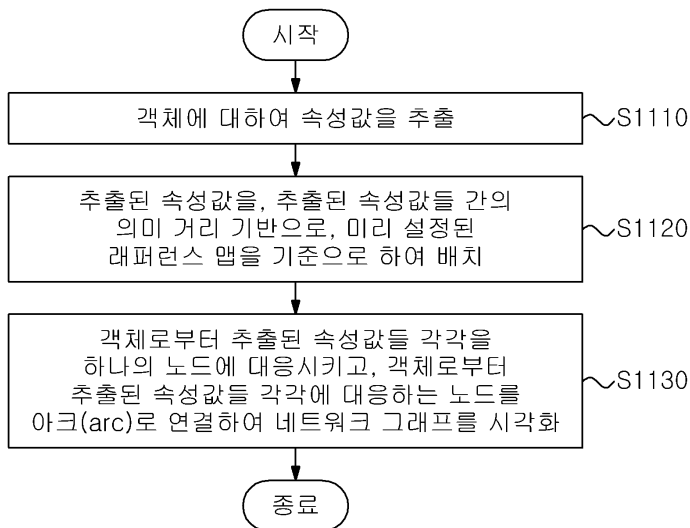 시작
객체에 대하여 속성값을 추출
S1110
추출된 속성값을, 추출된 속성값들 간의
의미 거리 기반으로, 미리 설정된
래퍼런스 맵을 기준으로 하여 배치
S1120
객체로부터 추출된 속성값들 각각을
하나의 노드에 대응시키고, 객체로부터
추출된 속성값들 각각에 대응하는 노드를
아크(arc)로 연결하여 네트워크 그래프를 시각화
S1130
종료